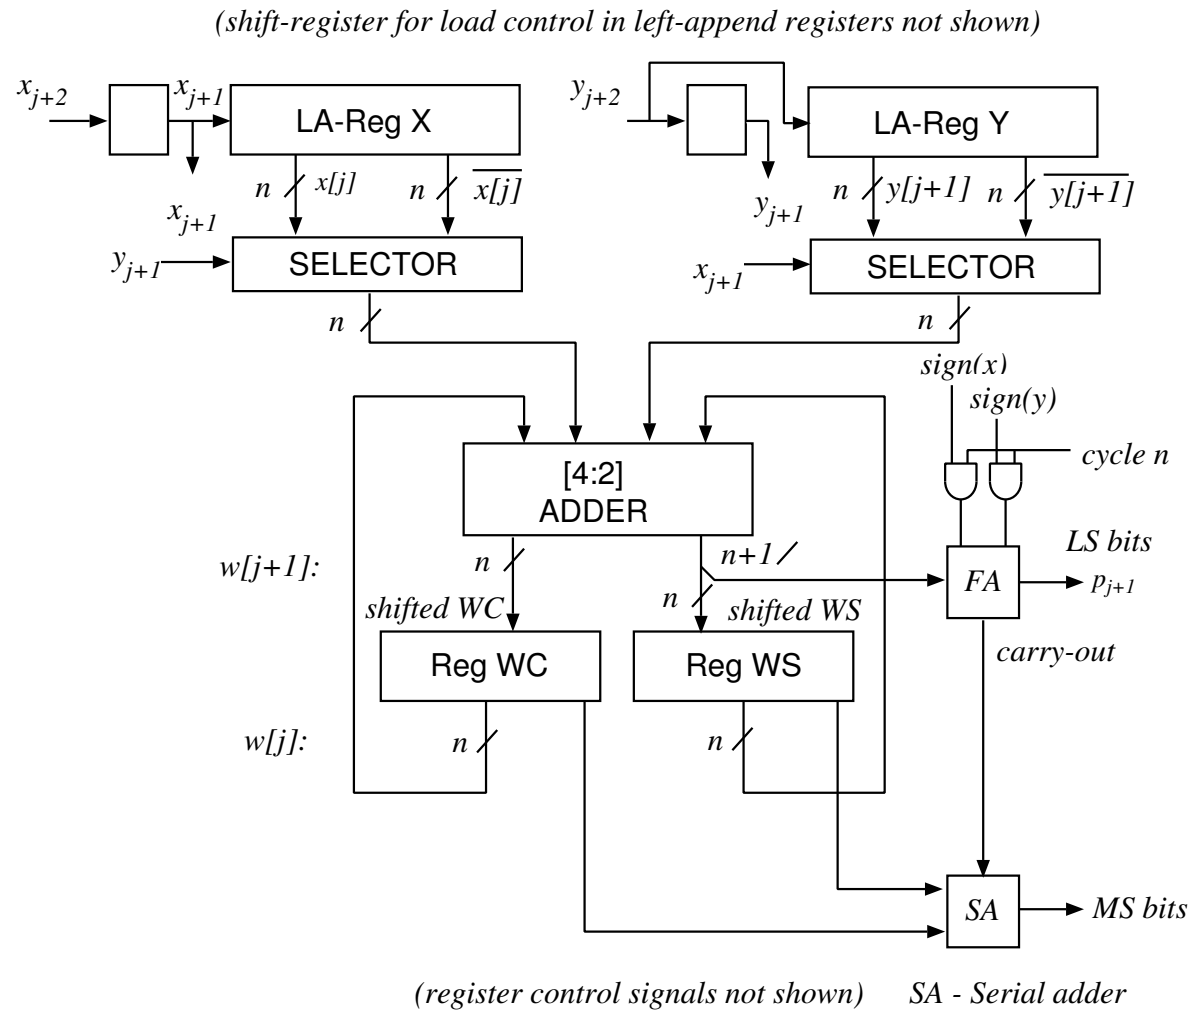 (shift-register for load control in left-append registers not shown)
x_{j+2}
x_{j+1}
LA-Reg X
y_{j+2}
LA-Reg Y
n
x[j]
n
\overline{x[j]}
n
y[j+1]
n
\overline{y[j+1]}
x_{j+1}
y_{j+1}
y_{j+1}
SELECTOR
x_{j+1}
SELECTOR
n
n
sign(x)
sign(y)
cycle n
[4:2]
ADDER
w[j+1]:
n
n+1
n
LS bits
FA
p_{j+1}
shifted WC
shifted WS
Reg WC
Reg WS
carry-out
w[j]:
n
n
SA
MS bits
(register control signals not shown)
SA - Serial adder